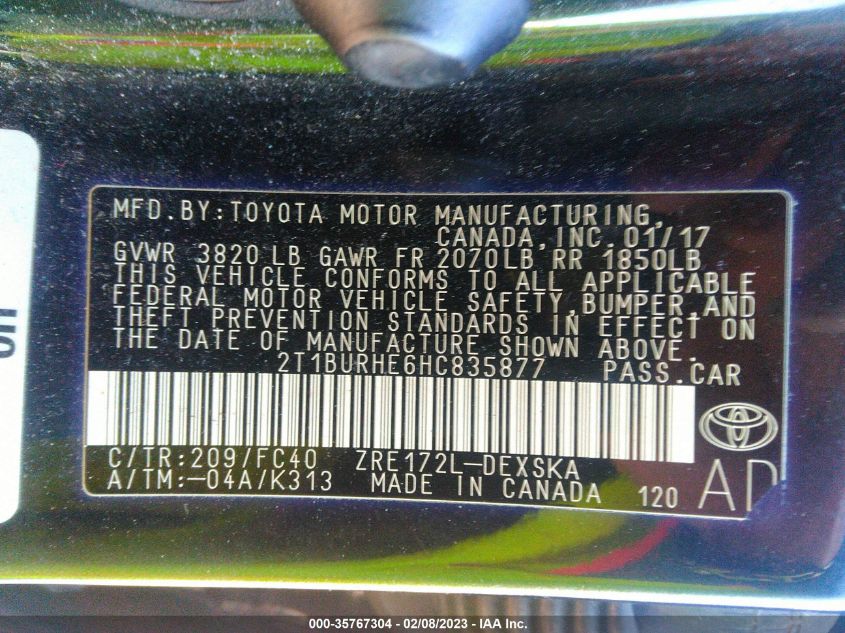 MFD.BY:TOYOTA MOTOR MANUFACTURING,
CANADA,INC.01/17
GVWR 3820 LB GAWR FR 2070LB RR 1850LB
THIS VEHICLE CONFORMS TO ALL APPLICABLE
FEDERAL MOTOR VEHICLE SAFETY,BUMPER,AND
THEFT PREVENTION STANDARDS IN EFFECT ON
THE DATE OF MANUFACTURE SHOWN ABOVE.
2T1BURHE6HC835877 PASS.CAR
C/TR:209/FC40 ZRE172L-DEXSKA
A/TM:-04A/K313 MADE IN CANADA 120 AD
000-35767304 - 02/08/2023 - IAA Inc.